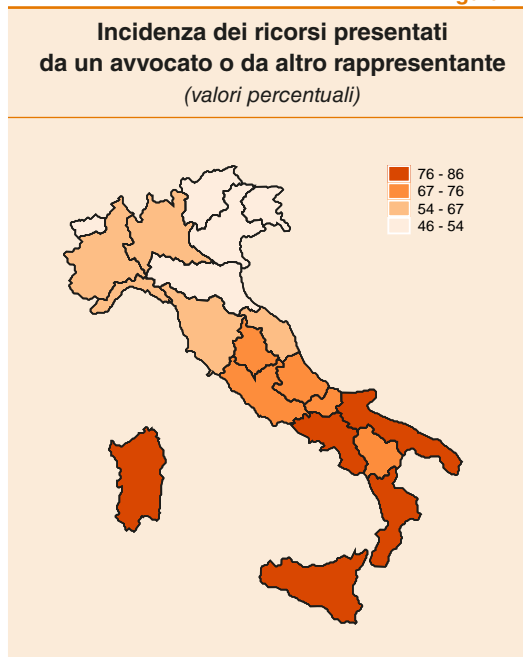 Incidenza dei ricorsi presentati
da un avvocato o da altro rappresentante
(valori percentuali)
76 - 86
67 - 76
54 - 67
46 - 54